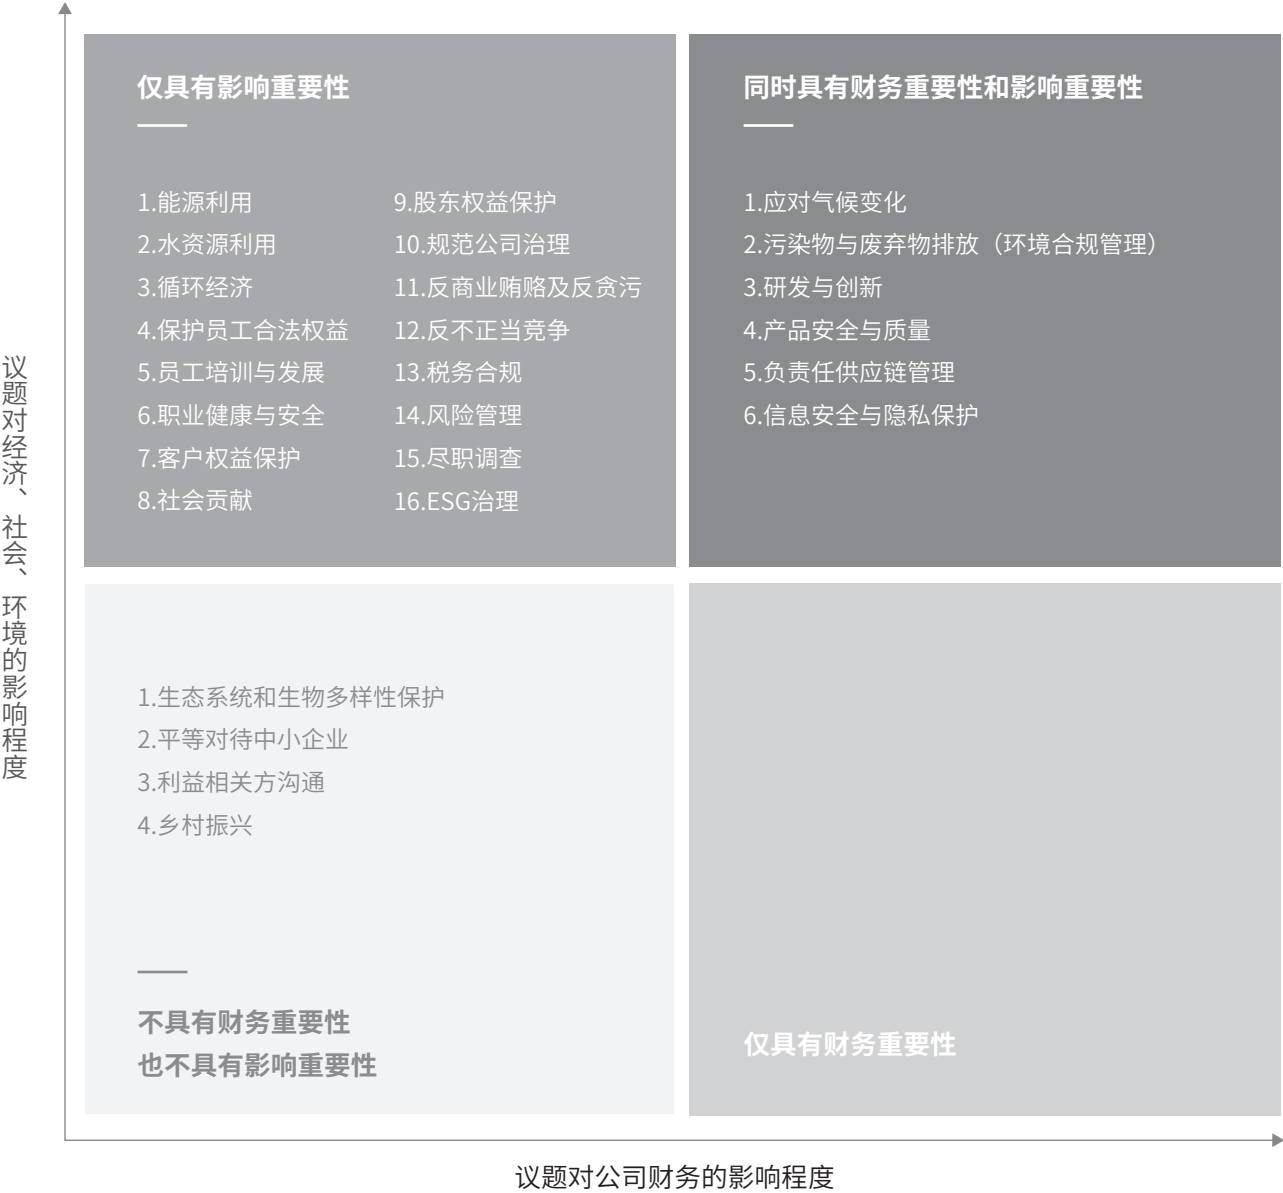 议题对经济、社会、环境的影响程度
仅具有影响重要性
1.能源利用
2.水资源利用
3.循环经济
4.保护员工合法权益
5.员工培训与发展
6.职业健康与安全
7.客户权益保护
8.社会贡献
9.股东权益保护
10.规范公司治理
11.反商业贿赂及反贪污
12.反不正当竞争
13.税务合规
14.风险管理
15.尽职调查
16.ESG治理
同时具有财务重要性和影响重要性
1.应对气候变化
2.污染物与废弃物排放（环境合规管理）
3.研发与创新
4.产品安全与质量
5.负责任供应链管理
6.信息安全与隐私保护
1.生态系统和生物多样性保护
2.平等对待中小企业
3.利益相关方沟通
4.乡村振兴
不具有财务重要性
也不具有影响重要性
仅具有财务重要性
议题对公司财务的影响程度